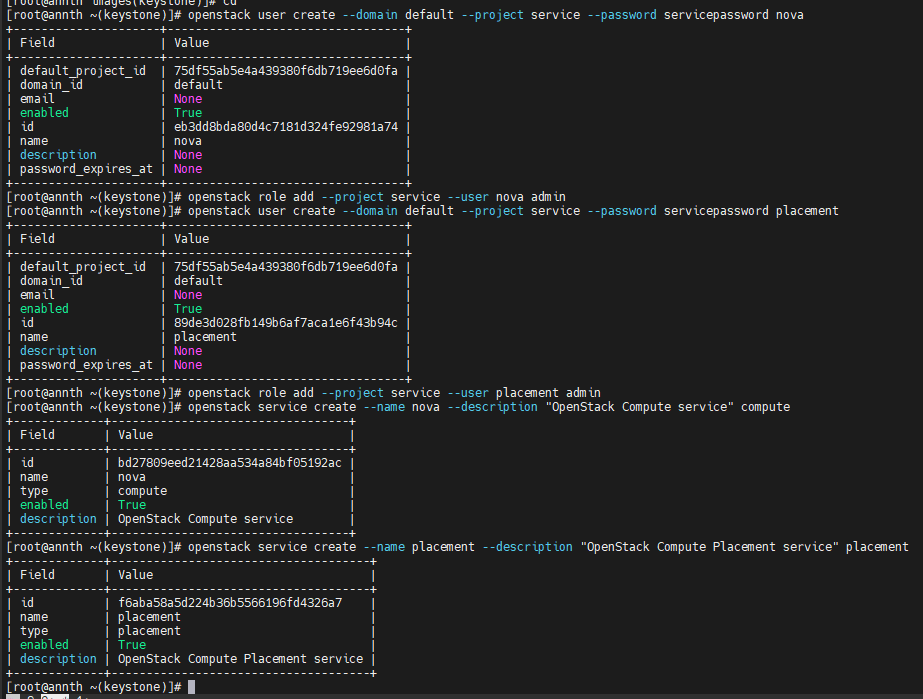 [root@annth ~(keystone)]# openstack user create --domain default --project service --password servicepassword nova
+---------------------+----------------------------------+
| Field               | Value                            |
+---------------------+----------------------------------+
| default_project_id  | 75df55ab5e4a439380f6db719ee6d0fa |
| domain_id           | default                          |
| email               | None                             |
| enabled             | True                             |
| id                  | eb3dd8bda80d4c7181d324fe92981a74 |
| name                | nova                             |
| description         | None                             |
| password_expires_at | None                             |
+---------------------+----------------------------------+
[root@annth ~(keystone)]# openstack role add --project service --user nova admin
[root@annth ~(keystone)]# openstack user create --domain default --project service --password servicepassword placement
+---------------------+----------------------------------+
| Field               | Value                            |
+---------------------+----------------------------------+
| default_project_id  | 75df55ab5e4a439380f6db719ee6d0fa |
| domain_id           | default                          |
| email               | None                             |
| enabled             | True                             |
| id                  | 89de3d028fb149b6af7aca1e6f43b94c |
| name                | placement                        |
| description         | None                             |
| password_expires_at | None                             |
+---------------------+----------------------------------+
[root@annth ~(keystone)]# openstack role add --project service --user placement admin
[root@annth ~(keystone)]# openstack service create --name nova --description "OpenStack Compute service" compute
+-------------+----------------------------------+
| Field       | Value                            |
+-------------+----------------------------------+
| id          | bd27809eed21428aa534a84bf05192ac |
| name        | nova                             |
| type        | compute                          |
| enabled     | True                             |
| description | OpenStack Compute service        |
+-------------+----------------------------------+
[root@annth ~(keystone)]# openstack service create --name placement --description "OpenStack Compute Placement service" placement
+-------------+-------------------------------------+
| Field       | Value                               |
+-------------+-------------------------------------+
| id          | f6aba58a5d224b36b5566196fd4326a7    |
| name        | placement                           |
| type        | placement                           |
| enabled     | True                                |
| description | OpenStack Compute Placement service |
+-------------+-------------------------------------+
[root@annth ~(keystone)]#